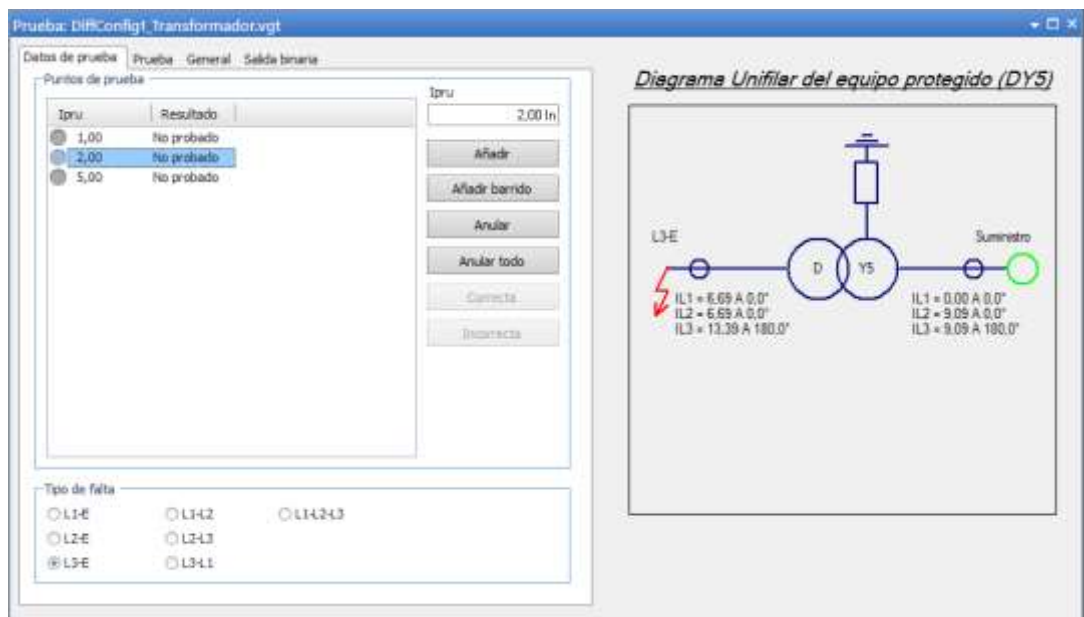 Prueba: DiffConfig1_Transformador.vgt
Datos de prueba Prueba General Salida binaria
Puntos de prueba
Ipru Resultado
1,00 No probado
2,00 No probado
5,00 No probado
Ipru
2,00 In
Añadir
Añadir barrido
Anular
Anular todo
Correcta
Incorrecta
Tipo de falta
L1-E L1-L2 L1-L2-L3
L2-E L2-L3
L3-E L3-L1
Diagrama Unifilar del equipo protegido (DY5)
L3-E
Suministro
D Y5
IL1 = 6,69 A 0,0°
IL2 = 6,69 A 0,0°
IL3 = 13,39 A 180,0°
IL1 = 0,00 A 0,0°
IL2 = 9,09 A 0,0°
IL3 = 9,09 A 180,0°